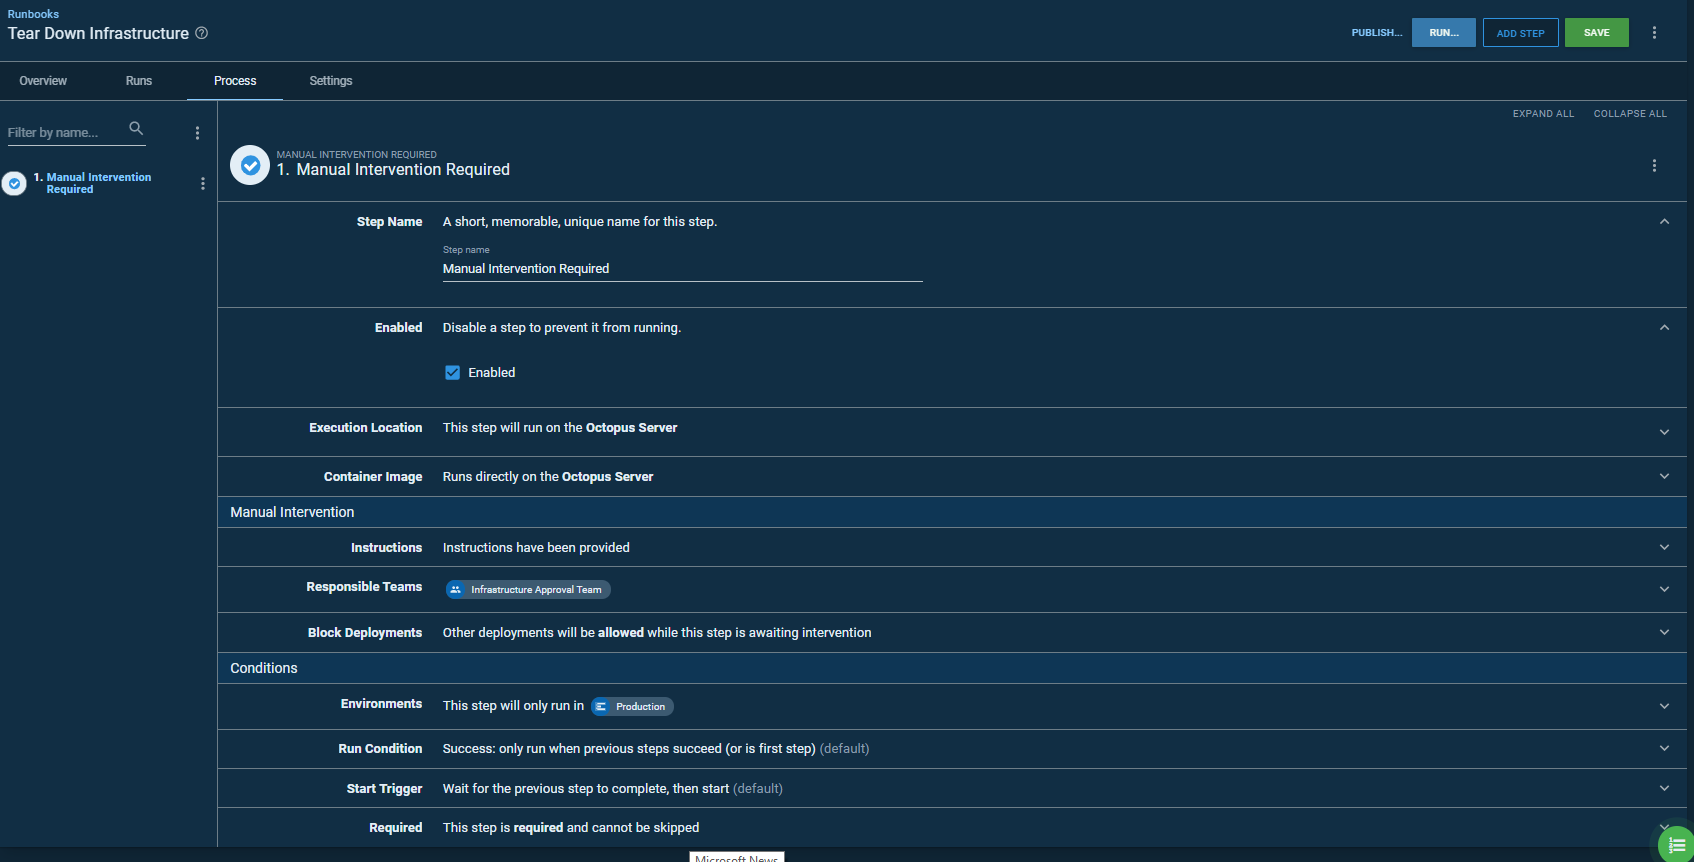 Runbooks
Tear Down Infrastructure
PUBLISH... RUN... ADD STEP SAVE
Overview Runs Process Settings
EXPAND ALL COLLAPSE ALL
Filter by name...
1. Manual Intervention
Required
MANUAL INTERVENTION REQUIRED
1. Manual Intervention Required
Step Name A short, memorable, unique name for this step.
Step name
Manual Intervention Required
Enabled Disable a step to prevent it from running.
Enabled
Execution Location This step will run on the Octopus Server
Container Image Runs directly on the Octopus Server
Manual Intervention
Instructions Instructions have been provided
Responsible Teams Infrastructure Approval Team
Block Deployments Other deployments will be allowed while this step is awaiting intervention
Conditions
Environments This step will only run in Production
Run Condition Success: only run when previous steps succeed (or is first step) (default)
Start Trigger Wait for the previous step to complete, then start (default)
Required This step is required and cannot be skipped
Microsoft News